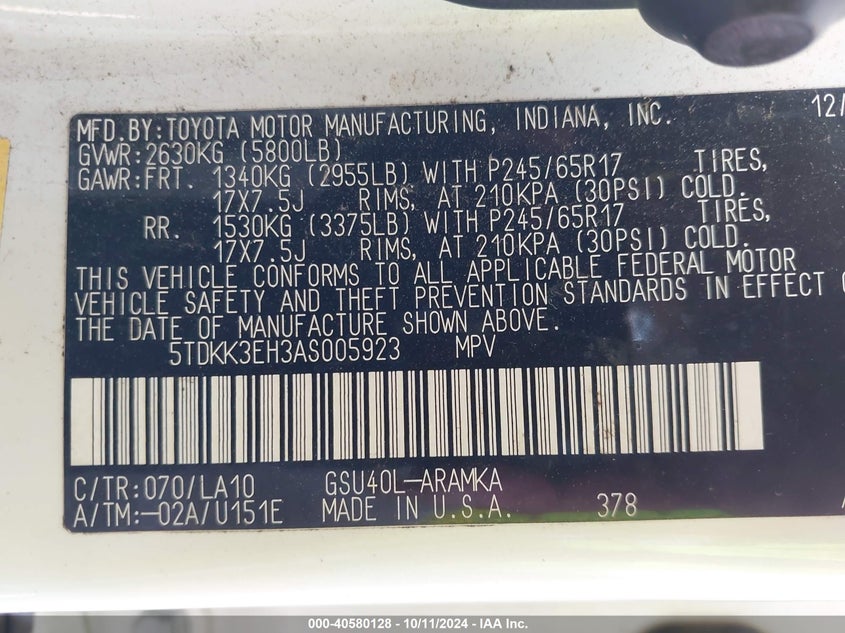 MFD.BY:TOYOTA MOTOR MANUFACTURING, INDIANA, INC. 12/
GVWR:2630KG (5800LB)
GAWR:FRT. 1340KG (2955LB) WITH P245/65R17 TIRES,
17X7.5J RIMS, AT 210KPA (30PSI) COLD.
RR. 1530KG (3375LB) WITH P245/65R17 TIRES,
17X7.5J RIMS, AT 210KPA (30PSI) COLD.
THIS VEHICLE CONFORMS TO ALL APPLICABLE FEDERAL MOTOR
VEHICLE SAFETY AND THEFT PREVENTION STANDARDS IN EFFECT
THE DATE OF MANUFACTURE SHOWN ABOVE.
5TDKK3EH3AS005923 MPV
C/TR:070/LA10 GSU40L-ARAMKA
A/TM:-02A/U151E MADE IN U.S.A. 378
000-40580128 - 10/11/2024 - IAA Inc.